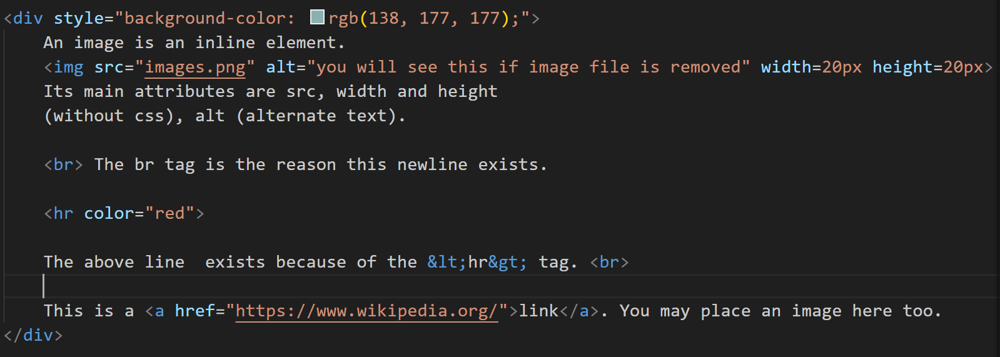 <div style="background-color: rgb(138, 177, 177);">
    An image is an inline element.
    <img src="images.png" alt="you will see this if image file is removed" width=20px height=20px>
    Its main attributes are src, width and height
    (without css), alt (alternate text).

    <br> The br tag is the reason this newline exists.

    <hr color="red">

    The above line  exists because of the &lt;hr&gt; tag. <br>

    This is a <a href="https://www.wikipedia.org/">link</a>. You may place an image here too.
</div>